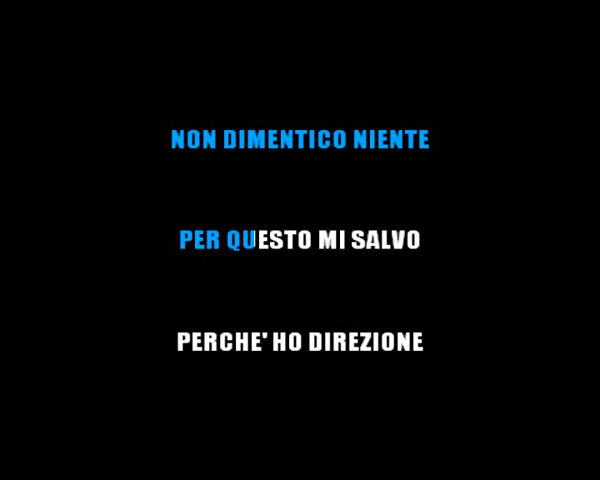 NON DIMENTICO NIENTE
PER QUESTO MI SALVO
PERCHE' HO DIREZIONE